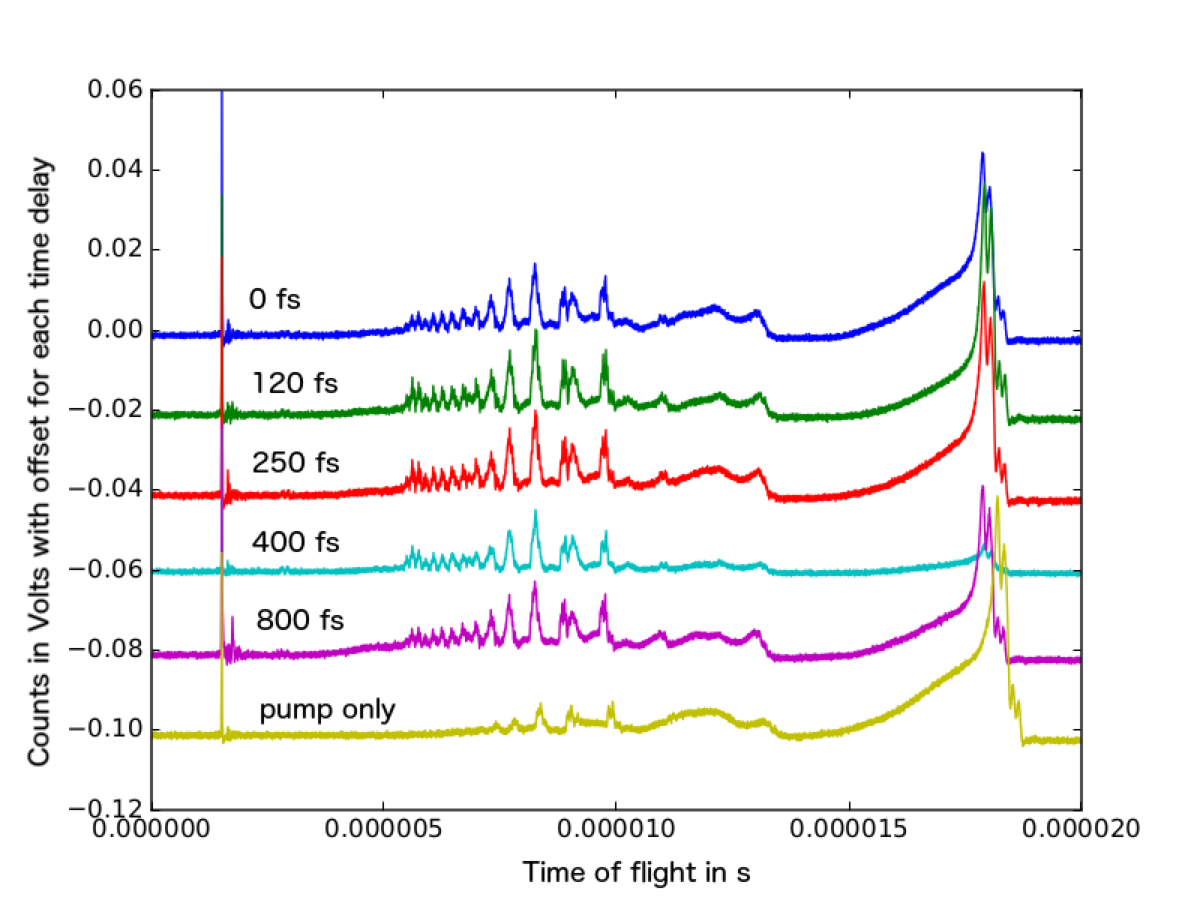 0.06
0.04
0.02
0.00
−0.02
−0.04
−0.06
−0.08
−0.10
−0.12
Counts in Volts with offset for each time delay
0 fs
120 fs
250 fs
400 fs
800 fs
pump only
0.000000 0.000005 0.000010 0.000015 0.000020
Time of flight in s